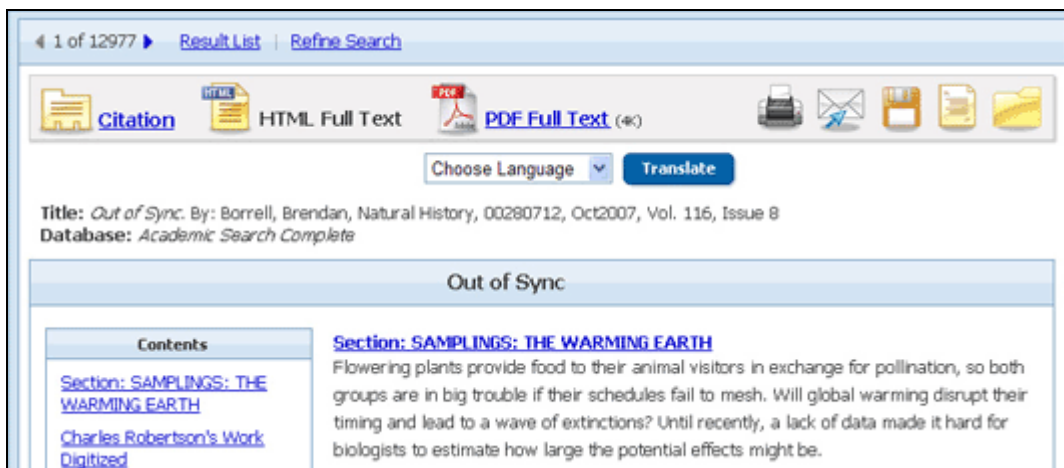 1 of 12977 Result List | Refine Search
Citation HTML HTML Full Text PDF PDF Full Text (4K)
Choose Language Translate
Title: Out of Sync. By: Borrell, Brendan, Natural History, 00280712, Oct2007, Vol. 116, Issue 8
Database: Academic Search Complete
Out of Sync
Contents
Section: SAMPLINGS: THE
WARMING EARTH
Charles Robertson's Work
Digitized
Section: SAMPLINGS: THE WARMING EARTH
Flowering plants provide food to their animal visitors in exchange for pollination, so both
groups are in big trouble if their schedules fail to mesh. Will global warming disrupt their
timing and lead to a wave of extinctions? Until recently, a lack of data made it hard for
biologists to estimate how large the potential effects might be.